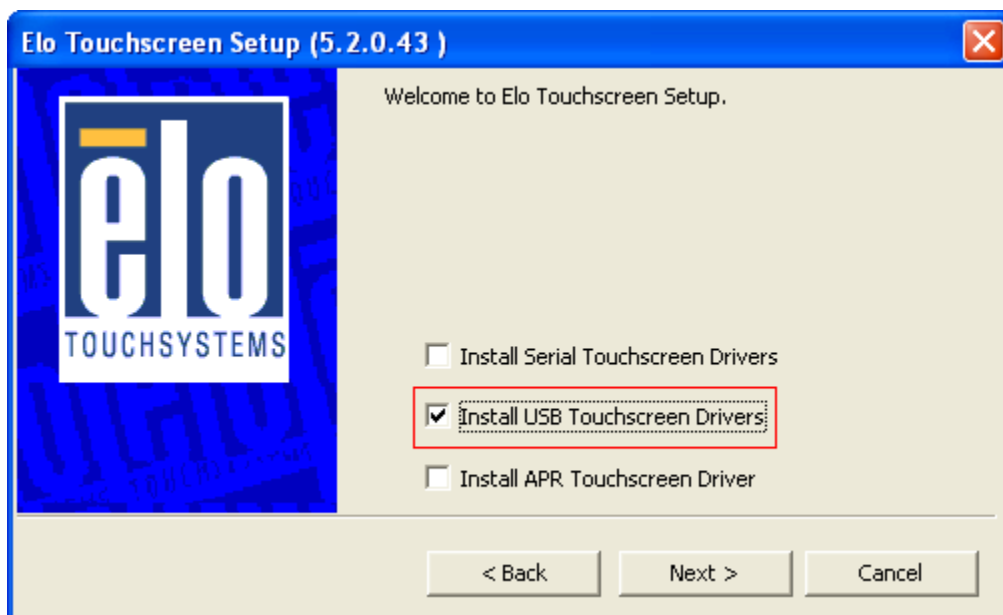 Elo Touchscreen Setup (5.2.0.43 )
Welcome to Elo Touchscreen Setup.
ēlo
TOUCHSYSTEMS
Install Serial Touchscreen Drivers
Install USB Touchscreen Drivers
Install APR Touchscreen Driver
< Back
Next >
Cancel